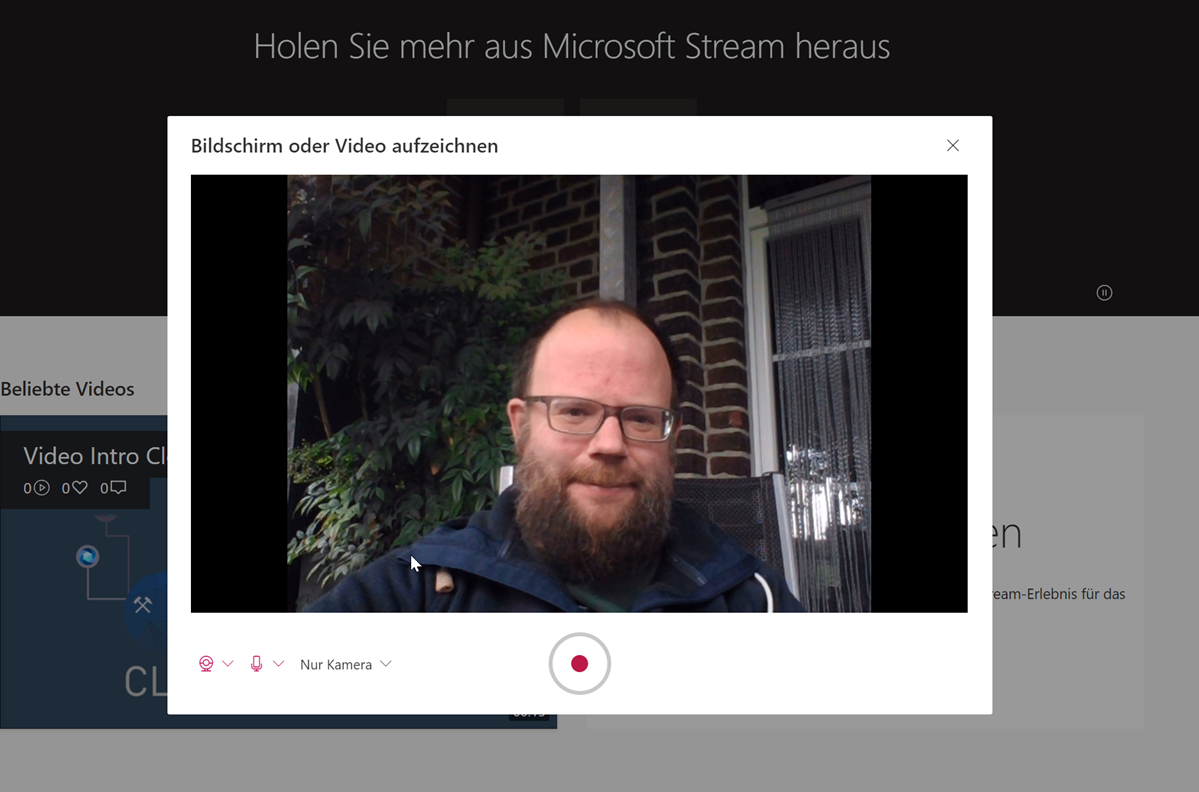 Holen Sie mehr aus Microsoft Stream heraus
Bildschirm oder Video aufzeichnen
Beliebte Videos
Video Intro Cl
0 0 0
en
ream-Erlebnis für das
CL
Nur Kamera